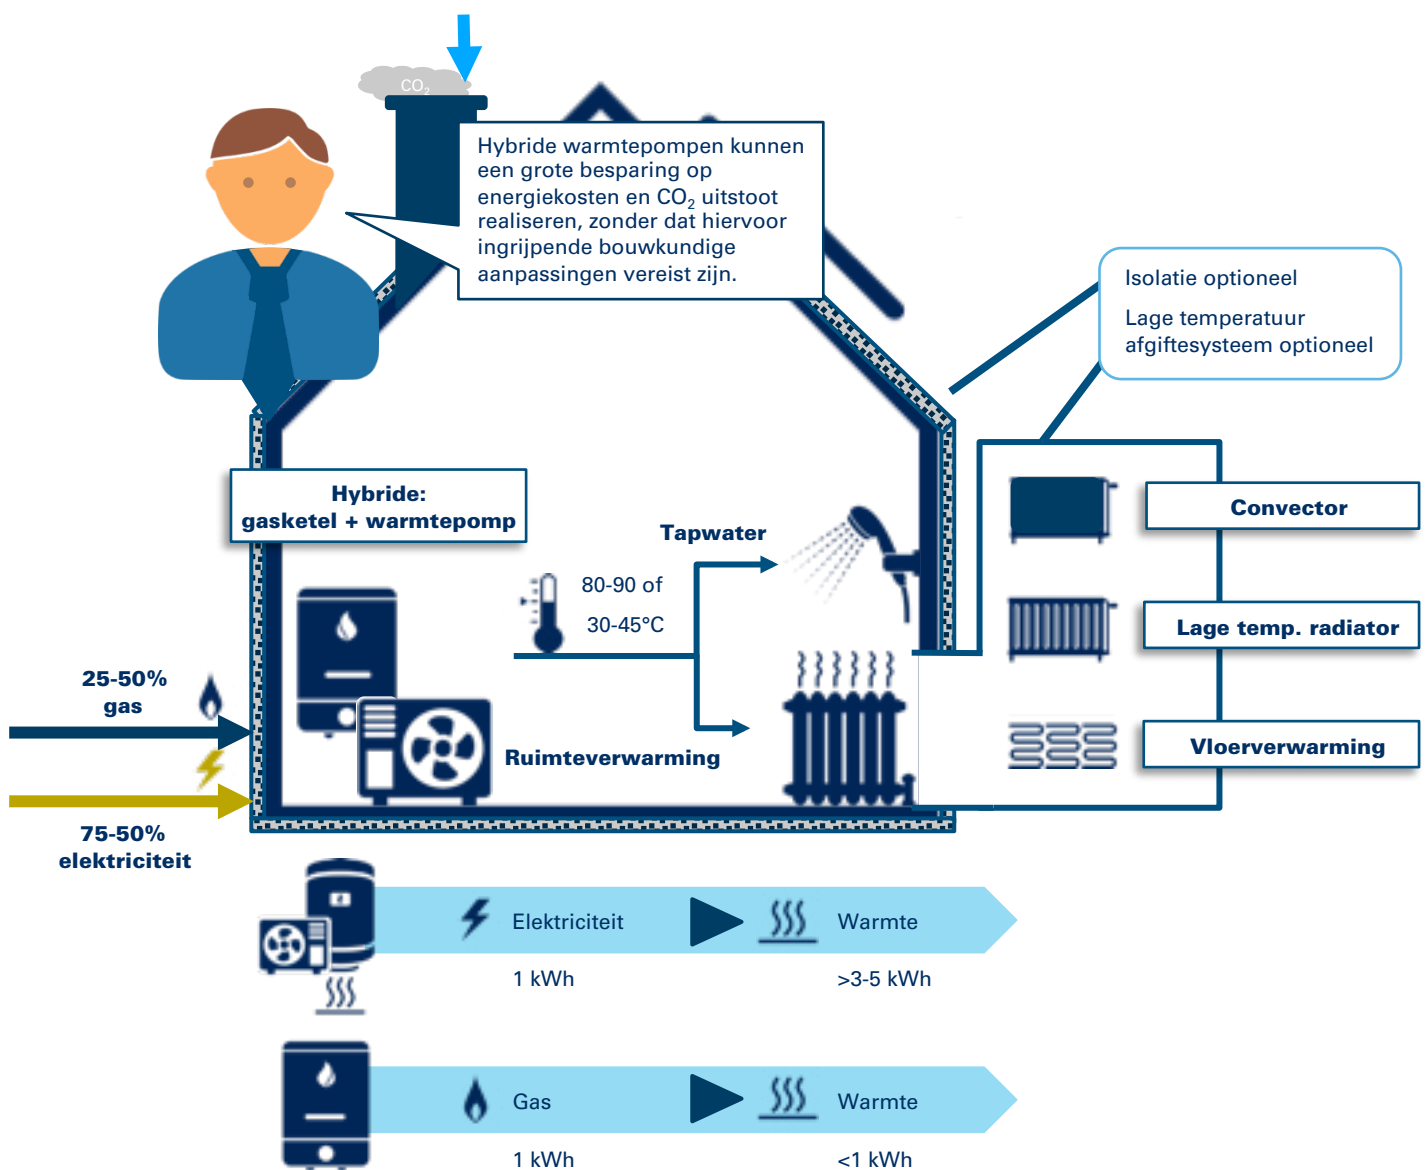 CO₂
Hybride warmtepompen kunnen
een grote besparing op
energiekosten en CO₂ uitstoot
realiseren, zonder dat hiervoor
ingrijpende bouwkundige
aanpassingen vereist zijn.
Isolatie optioneel
Lage temperatuur
afgiftesysteem optioneel
Hybride:
gasketel + warmtepomp
Tapwater
80-90 of
30-45°C
Ruimteverwarming
Convector
Lage temp. radiator
Vloerverwarming
25-50%
gas
75-50%
elektriciteit
Elektriciteit
Warmte
1 kWh
>3-5 kWh
Gas
Warmte
1 kWh
<1 kWh